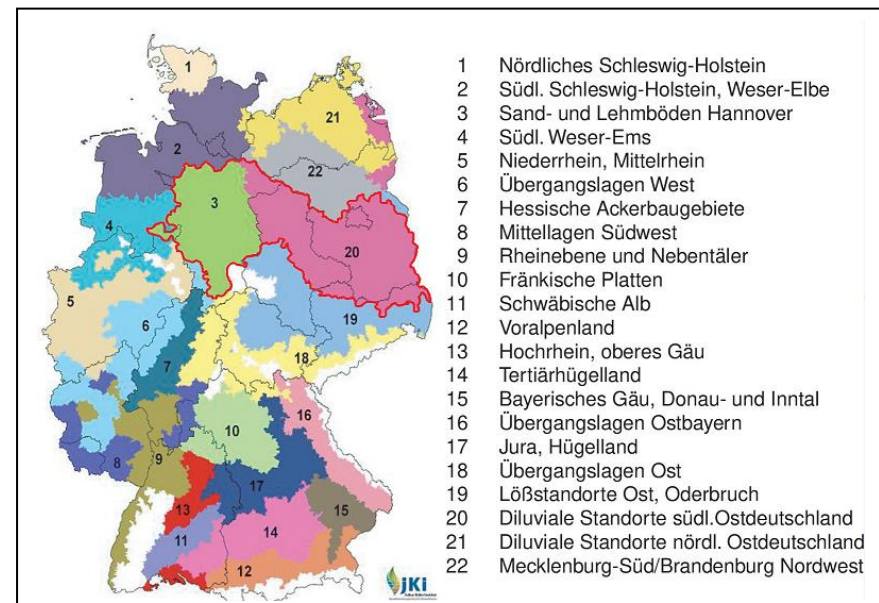 1 Nördliches Schleswig-Holstein
2 Südl. Schleswig-Holstein, Weser-Elbe
3 Sand- und Lehmböden Hannover
4 Südl. Weser-Ems
5 Niederrhein, Mittelrhein
6 Übergangslagen West
7 Hessische Ackerbaugebiete
8 Mittellagen Südwest
9 Rheinebene und Nebentäler
10 Fränkische Platten
11 Schwäbische Alb
12 Voralpenland
13 Hochrhein, oberes Gäu
14 Tertiärhügelland
15 Bayerisches Gäu, Donau- und Inntal
16 Übergangslagen Ostbayern
17 Jura, Hügelland
18 Übergangslagen Ost
19 Lößstandorte Ost, Oderbruch
20 Diluviale Standorte südl.Ostdeutschland
21 Diluviale Standorte nördl. Ostdeutschland
22 Mecklenburg-Süd/Brandenburg Nordwest
1
21
2
22
3
4
20
5
6
19
7
18
16
10
9
8
17
13
15
11
14
12
JKI